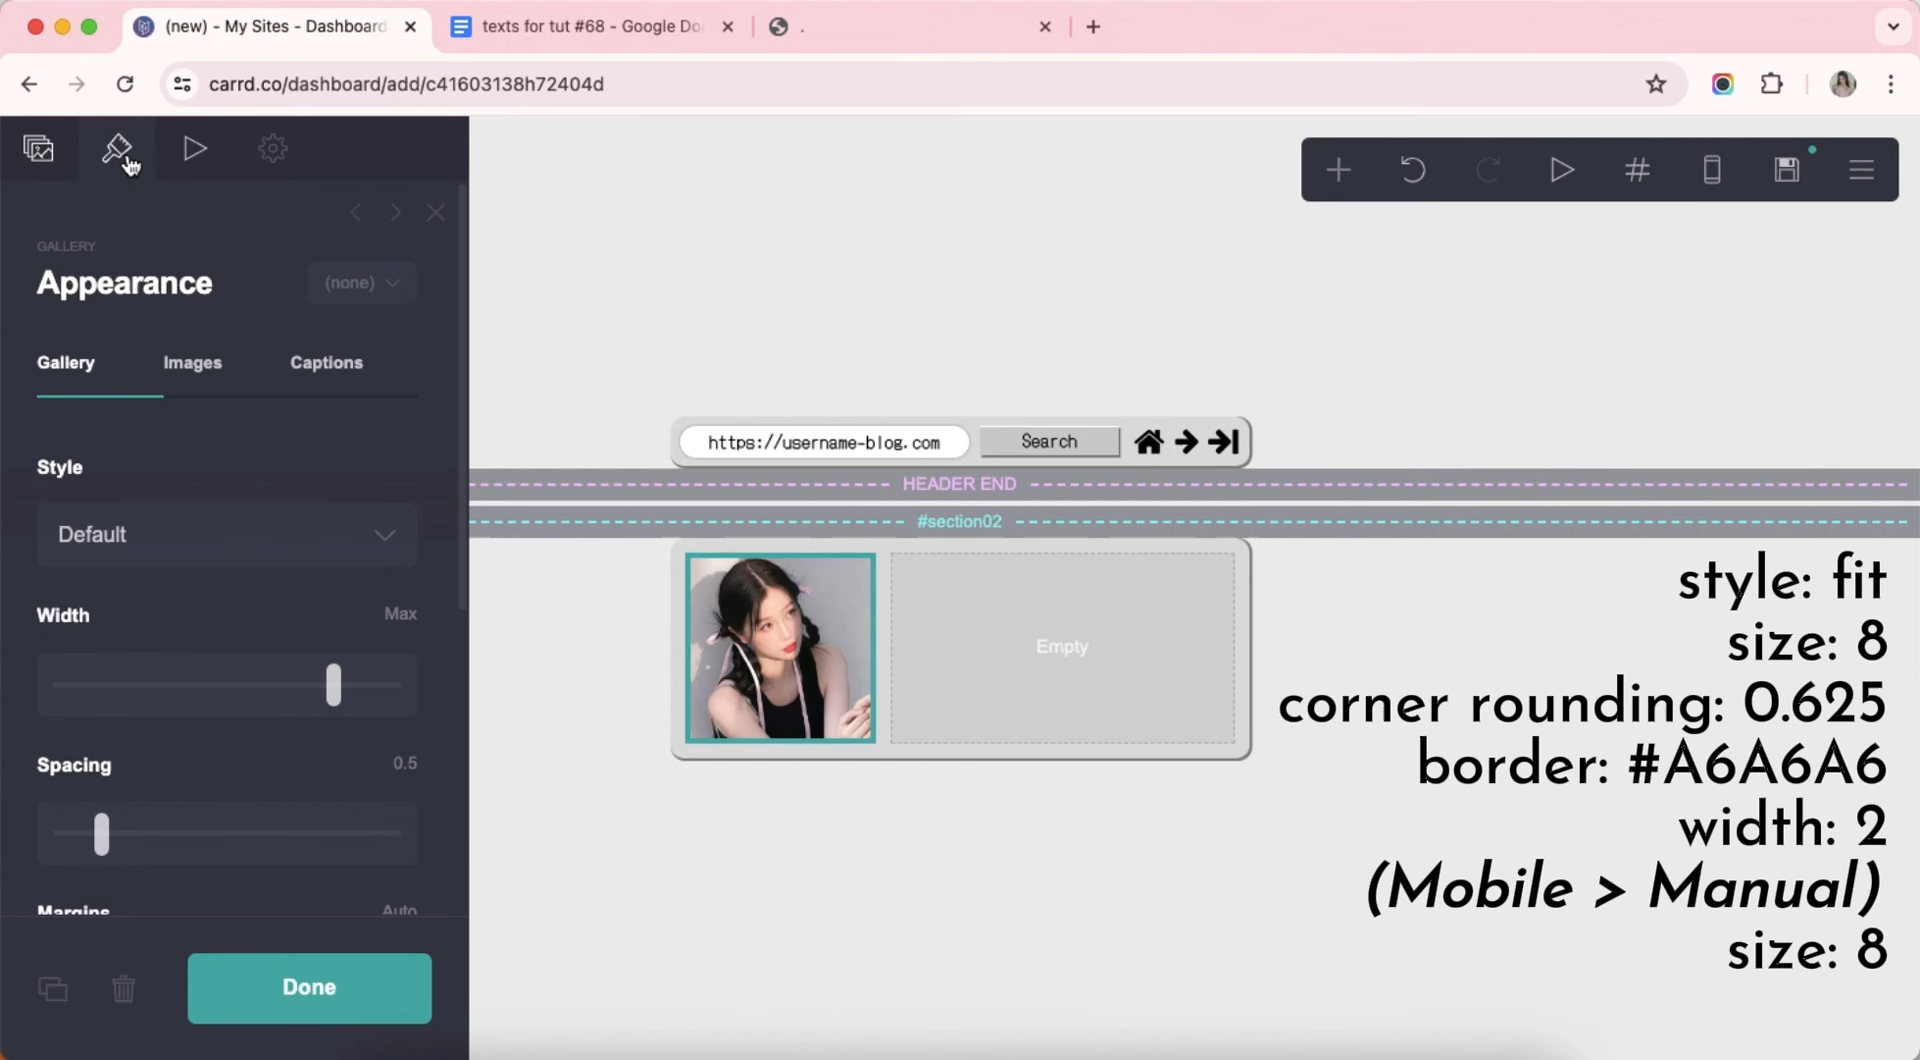 (new) - My Sites - Dashboard
texts for tut #68 - Google Do
.
carrd.co/dashboard/add/c41603138h72404d
GALLERY
Appearance
(none)
Gallery
Images
Captions
Style
Default
Width
Max
Spacing
0.5
Margins
Auto
Done
https://username-blog.com
Search
HEADER END
#section02
Empty
style: fit
size: 8
corner rounding: 0.625
border: #A6A6A6
width: 2
(Mobile > Manual)
size: 8